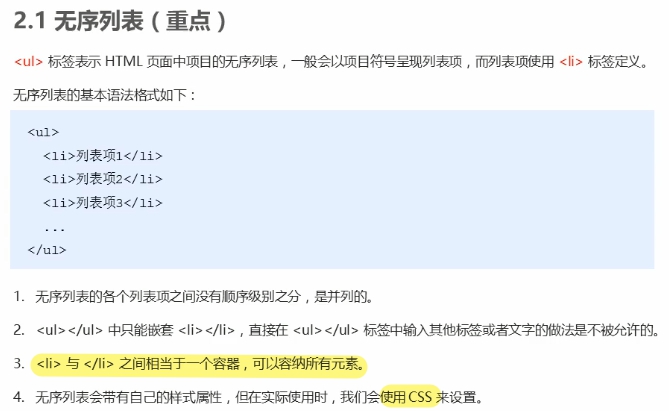 2.1 无序列表（重点）
<ul> 标签表示 HTML 页面中项目的无序列表，一般会以项目符号呈现列表项，而列表项使用 <li> 标签定义。
无序列表的基本语法格式如下：
<ul>
<li>列表项1</li>
<li>列表项2</li>
<li>列表项3</li>
...
</ul>
1. 无序列表的各个列表项之间没有顺序级别之分，是并列的。
2. <ul></ul> 中只能嵌套 <li></li>，直接在 <ul></ul> 标签中输入其他标签或者文字的做法是不被允许的。
3. <li> 与 </li> 之间相当于一个容器，可以容纳所有元素。
4. 无序列表会带有自己的样式属性，但在实际使用时，我们会使用 CSS 来设置。